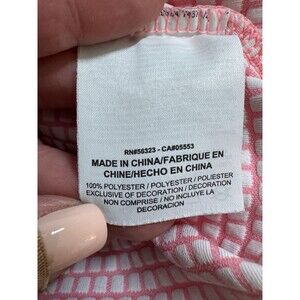 RN#56323 - CA#05553
MADE IN CHINA/FABRIQUE EN
CHINE/HECHO EN CHINA
100% POLYESTER / POLYESTER / POLIESTER
EXCLUSIVE OF DECORATION / DECORATION
NON COMPRISE / NO INCLUYE LA
DECORACION